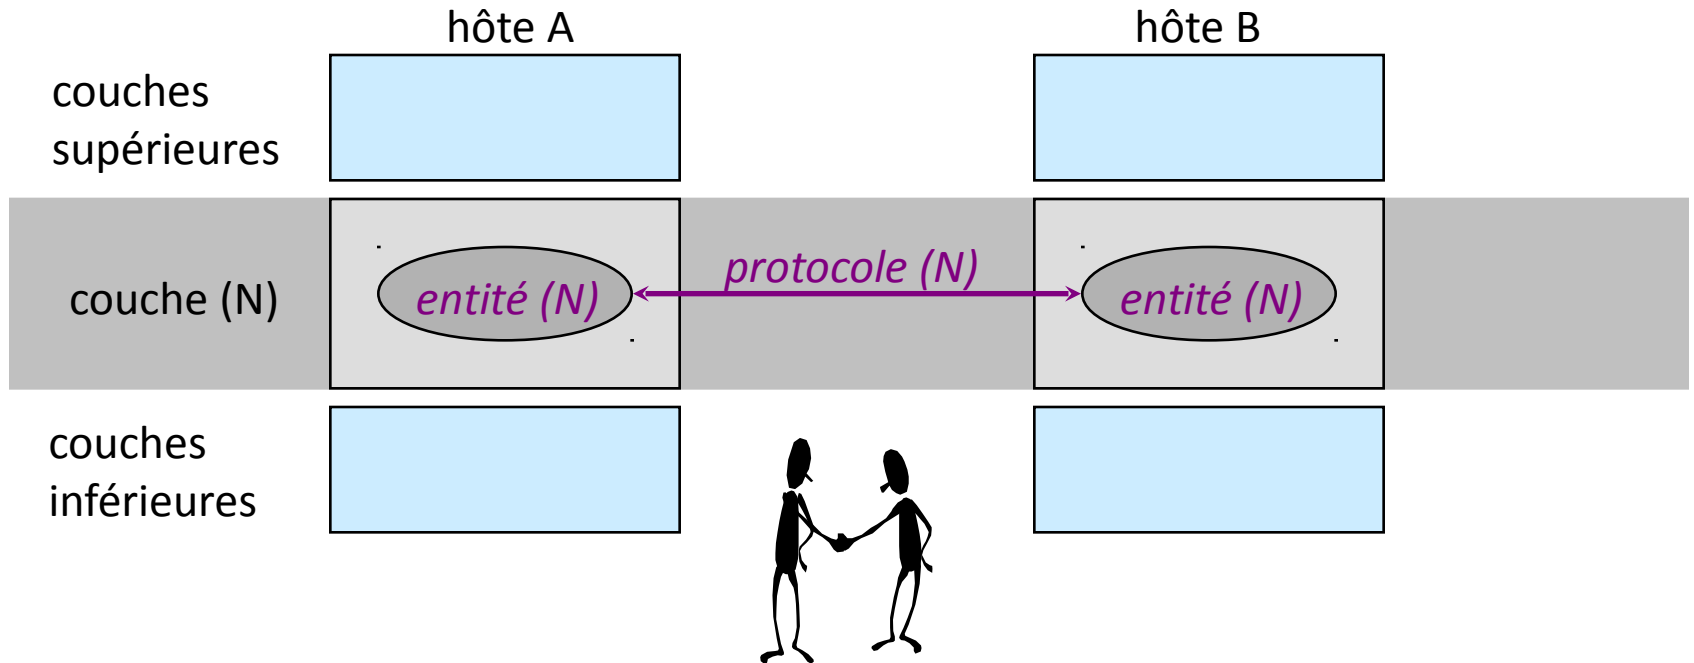 hôte A
hôte B
couches
supérieures
couche (N)
entité (N)
protocole (N)
entité (N)
couches
inférieures